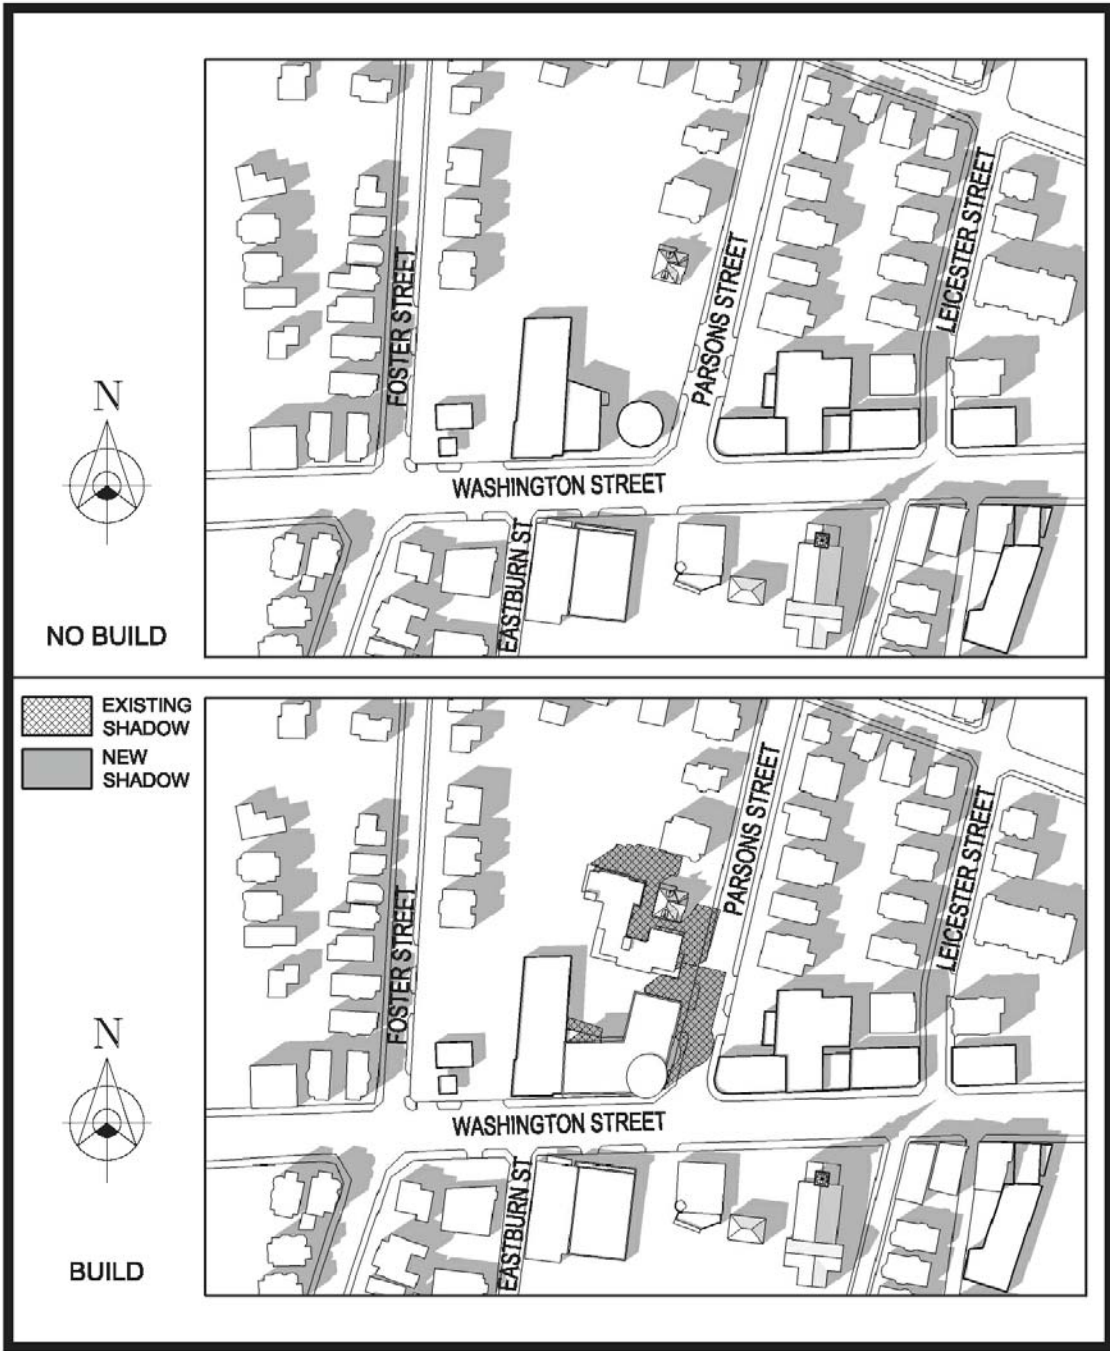 FOSTER STREET
PARSONS STREET
LEICESTER STREET
N
WASHINGTON STREET
EASTBURN ST
NO BUILD
EXISTING
SHADOW
NEW
SHADOW
PARSONS STREET
LEICESTER STREET
FOSTER STREET
N
WASHINGTON STREET
EASTBURN ST
BUILD